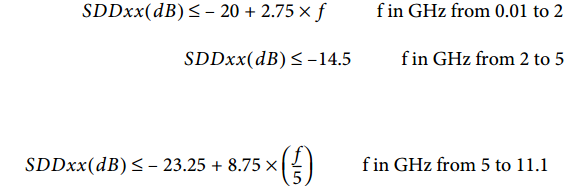 SDDxx(dB) ≤ – 20 + 2.75 × f f in GHz from 0.01 to 2
SDDxx(dB) ≤ –14.5 f in GHz from 2 to 5
SDDxx(dB) ≤ – 23.25 + 8.75 × (f/5) f in GHz from 5 to 11.1